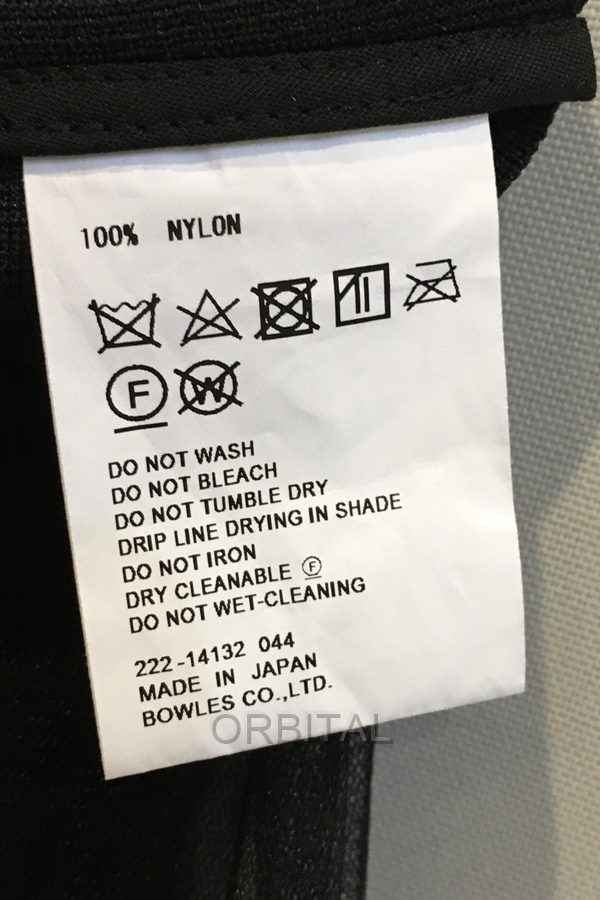 100% NYLON
F W
DO NOT WASH
DO NOT BLEACH
DO NOT TUMBLE DRY
DRIP LINE DRYING IN SHADE
DO NOT IRON
DRY CLEANABLE Ⓕ
DO NOT WET-CLEANING
222-14132 044
MADE IN JAPAN
BOWLES CO.,LTD.
ORBITAL